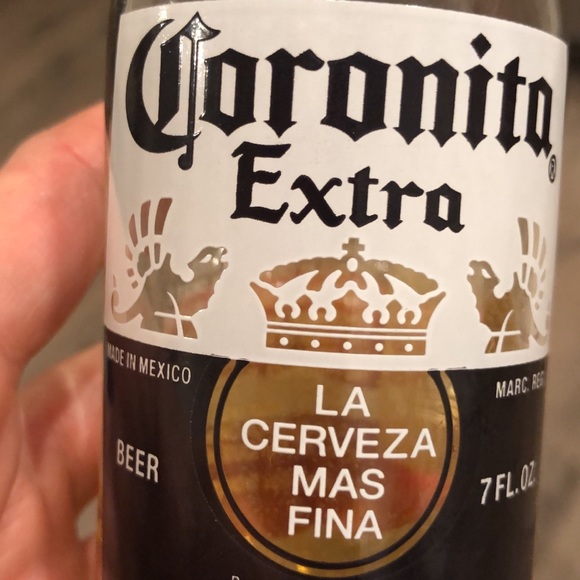 Coronita
Extra
®
MADE IN MEXICO
MARC. REG
LA
CERVEZA
MAS
FINA
BEER
7 FL. OZ.